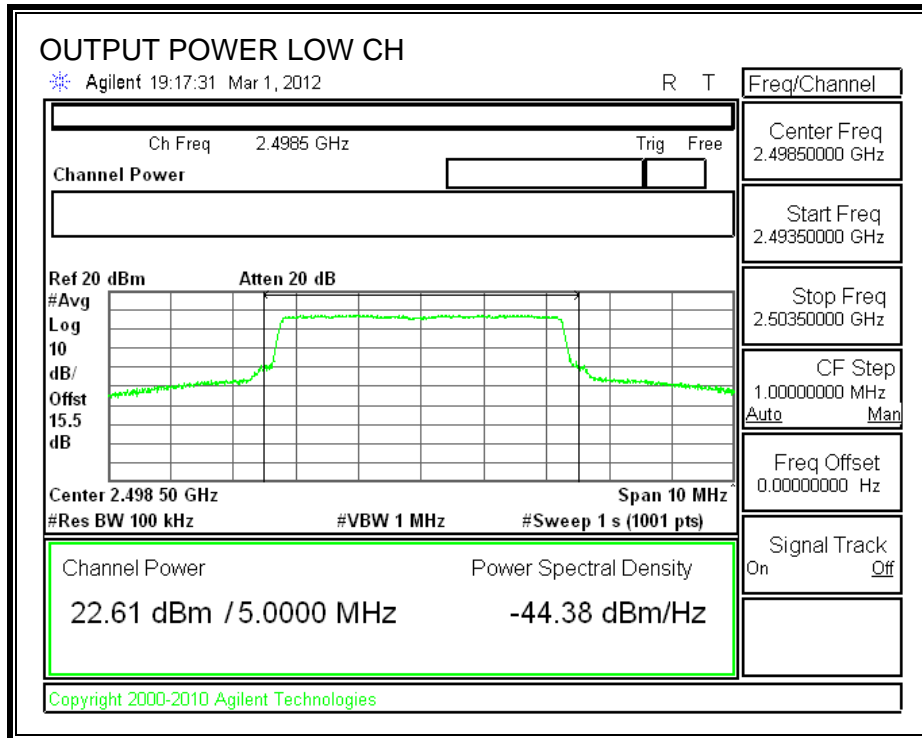 OUTPUT POWER LOW CH
Agilent 19:17:31 Mar 1, 2012 R T
Freq/Channel
Ch Freq 2.4985 GHz Trig Free
Channel Power
Center Freq
2.49850000 GHz
Start Freq
2.49350000 GHz
Stop Freq
2.50350000 GHz
CF Step
1.00000000 MHz
Auto Man
Freq Offset
0.00000000 Hz
Signal Track
On Off
Ref 20 dBm Atten 20 dB
#Avg
Log
10
dB/
Offst
15.5
dB
Center 2.498 50 GHz Span 10 MHz
#Res BW 100 kHz #VBW 1 MHz #Sweep 1 s (1001 pts)
Channel Power Power Spectral Density
22.61 dBm / 5.0000 MHz -44.38 dBm/Hz
Copyright 2000-2010 Agilent Technologies